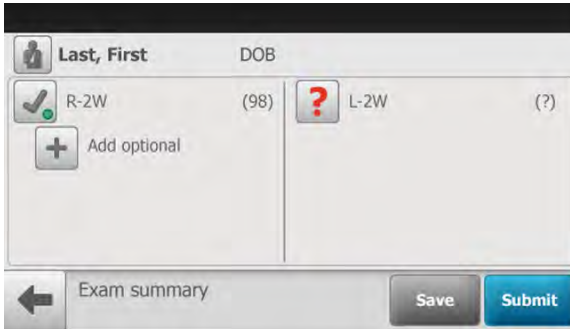 Last, First DOB
R-2W (98)
Add optional
? L-2W (?)
Exam summary
Save
Submit